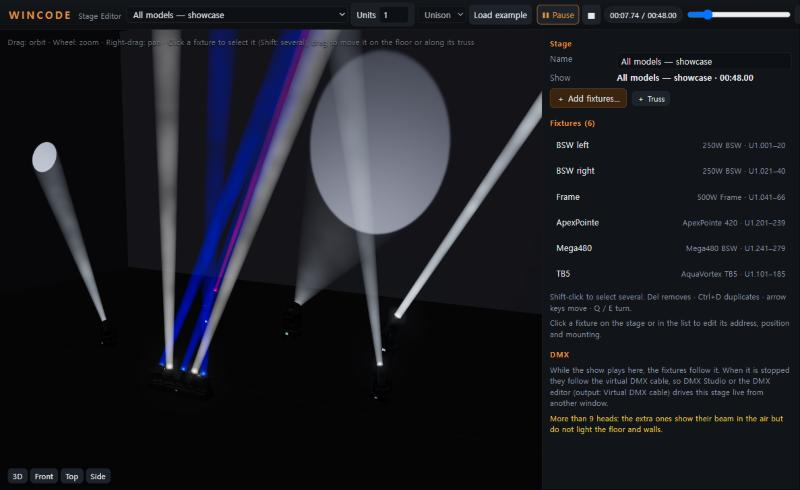 WINCODE Stage Editor All models — showcase Units 1 Unison Load example Pause 00:07.74 / 00:48.00
Drag: orbit · Wheel: zoom · Right-drag: pan · Click a fixture to select it (Shift: several), drag to move it on the floor or along its truss
Stage
Name All models — showcase
Show All models — showcase · 00:48.00
+ Add fixtures... + Truss
Fixtures (6)
BSW left 250W BSW · U1.001–20
BSW right 250W BSW · U1.021–40
Frame 500W Frame · U1.041–66
ApexPointe ApexPointe 420 · U1.201–239
Mega480 Mega480 BSW · U1.241–279
TB5 AquaVortex TB5 · U1.101–185
Shift-click to select several. Del removes · Ctrl+D duplicates · arrow
keys move · Q / E turn.
Click a fixture on the stage or in the list to edit its address, position
and mounting.
DMX
While the show plays here, the fixtures follow it. When it is stopped
they follow the virtual DMX cable, so DMX Studio or the DMX
editor (output: Virtual DMX cable) drives this stage live from
another window.
More than 9 heads: the extra ones show their beam in the air but
do not light the floor and walls.
3D Front Top Side